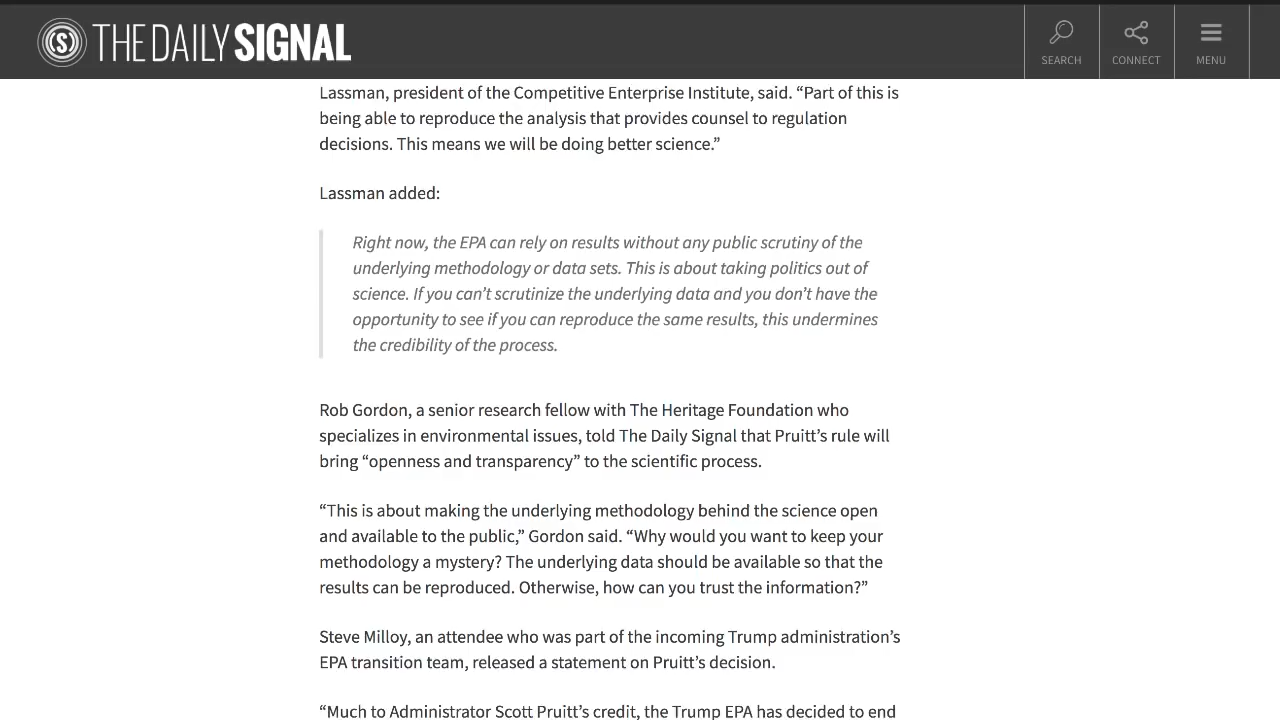 THE DAILY SIGNAL
SEARCH
CONNECT
MENU
Lassman, president of the Competitive Enterprise Institute, said. “Part of this is
being able to reproduce the analysis that provides counsel to regulation
decisions. This means we will be doing better science.”
Lassman added:
Right now, the EPA can rely on results without any public scrutiny of the
underlying methodology or data sets. This is about taking politics out of
science. If you can’t scrutinize the underlying data and you don’t have the
opportunity to see if you can reproduce the same results, this undermines
the credibility of the process.
Rob Gordon, a senior research fellow with The Heritage Foundation who
specializes in environmental issues, told The Daily Signal that Pruitt’s rule will
bring “openness and transparency” to the scientific process.
“This is about making the underlying methodology behind the science open
and available to the public,” Gordon said. “Why would you want to keep your
methodology a mystery? The underlying data should be available so that the
results can be reproduced. Otherwise, how can you trust the information?”
Steve Milloy, an attendee who was part of the incoming Trump administration’s
EPA transition team, released a statement on Pruitt’s decision.
“Much to Administrator Scott Pruitt’s credit, the Trump EPA has decided to end